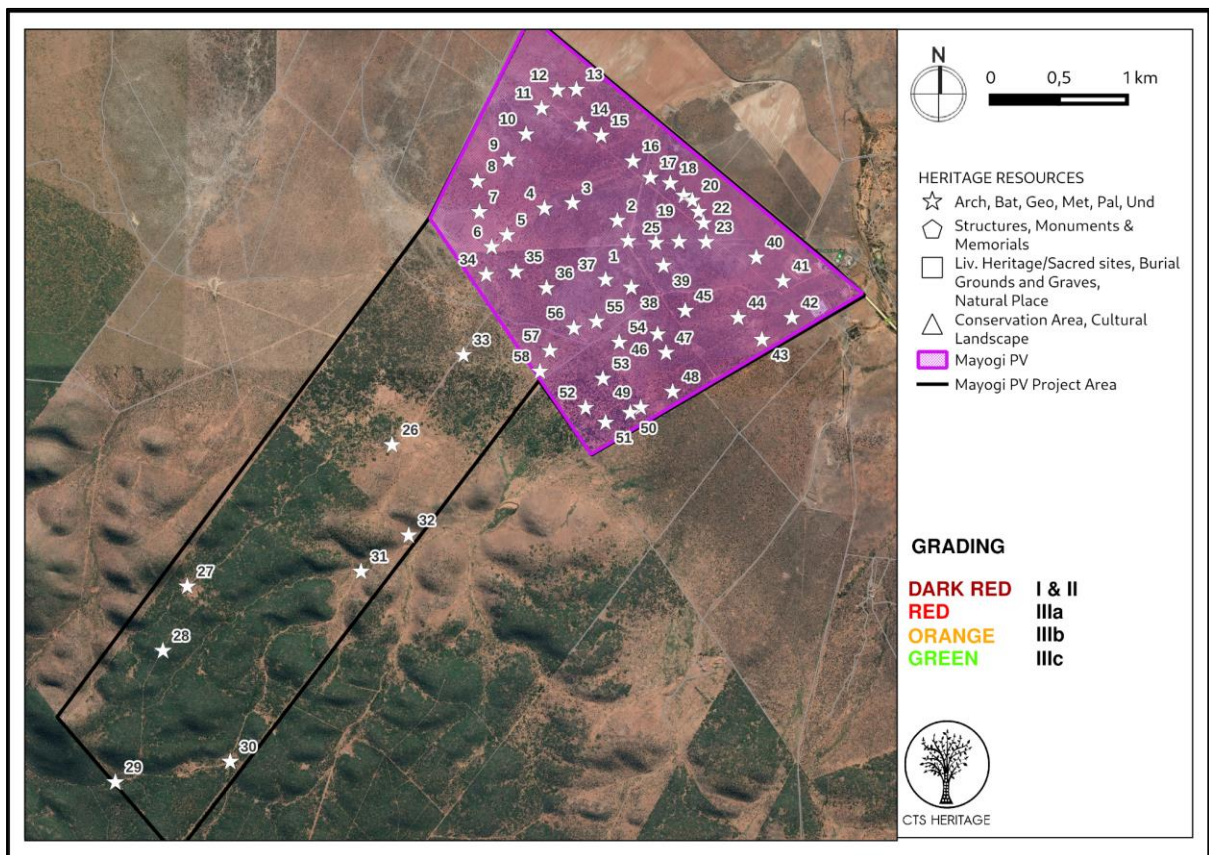 12
13
11
14
10
15
9
16
17
8
18
20
4
3
7
2
19
22
5
25
23
6
40
34
35
37
1
36
39
41
38
45
44
42
55
56
54
57
47
33
46
43
58
53
48
52
49
50
51
26
32
31
27
28
30
29
N
0 0,5 1 km
HERITAGE RESOURCES
Arch, Bat, Geo, Met, Pal, Und
Structures, Monuments &
Memorials
Liv. Heritage/Sacred sites, Burial
Grounds and Graves,
Natural Place
Conservation Area, Cultural
Landscape
Mayogi PV
Mayogi PV Project Area
GRADING
DARK RED I & II
RED IIIa
ORANGE IIIb
GREEN IIIc
CTS HERITAGE